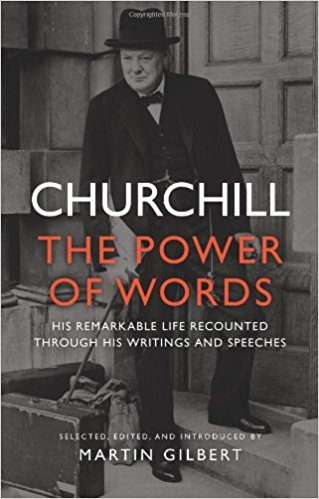 CHURCHILL
THE POWER
OF WORDS
HIS REMARKABLE LIFE RECOUNTED
THROUGH HIS WRITINGS AND SPEECHES
SELECTED, EDITED, AND INTRODUCED BY
MARTIN GILBERT